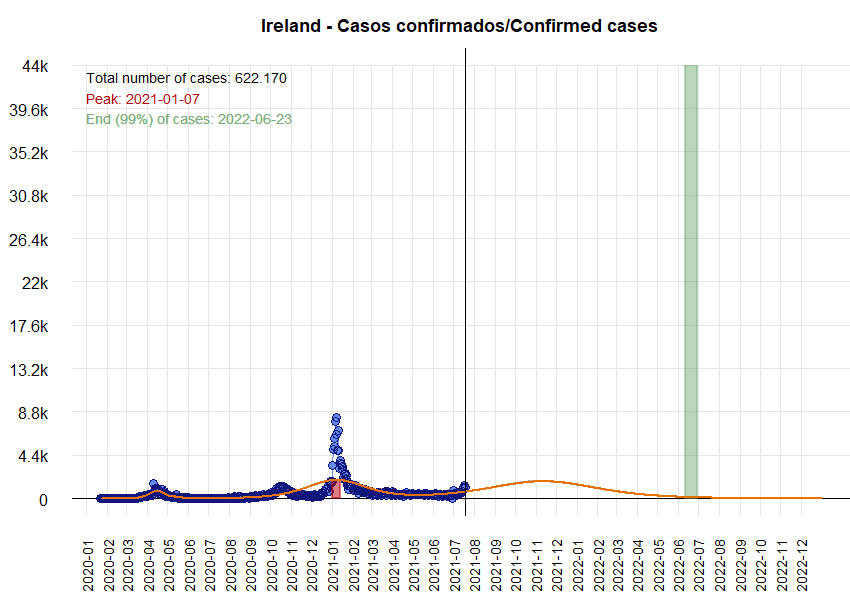 Ireland - Casos confirmados/Confirmed cases
44k
39.6k
35.2k
30.8k
26.4k
22k
17.6k
13.2k
8.8k
4.4k
0
Total number of cases: 622.170
Peak: 2021-01-07
End (99%) of cases: 2022-06-23
2020-01
2020-02
2020-03
2020-04
2020-05
2020-06
2020-07
2020-08
2020-09
2020-10
2020-11
2020-12
2021-01
2021-02
2021-03
2021-04
2021-05
2021-06
2021-07
2021-08
2021-09
2021-10
2021-11
2021-12
2022-02
2022-03
2022-04
2022-05
2022-06
2022-07
2022-08
2022-09
2022-10
2022-11
2022-12